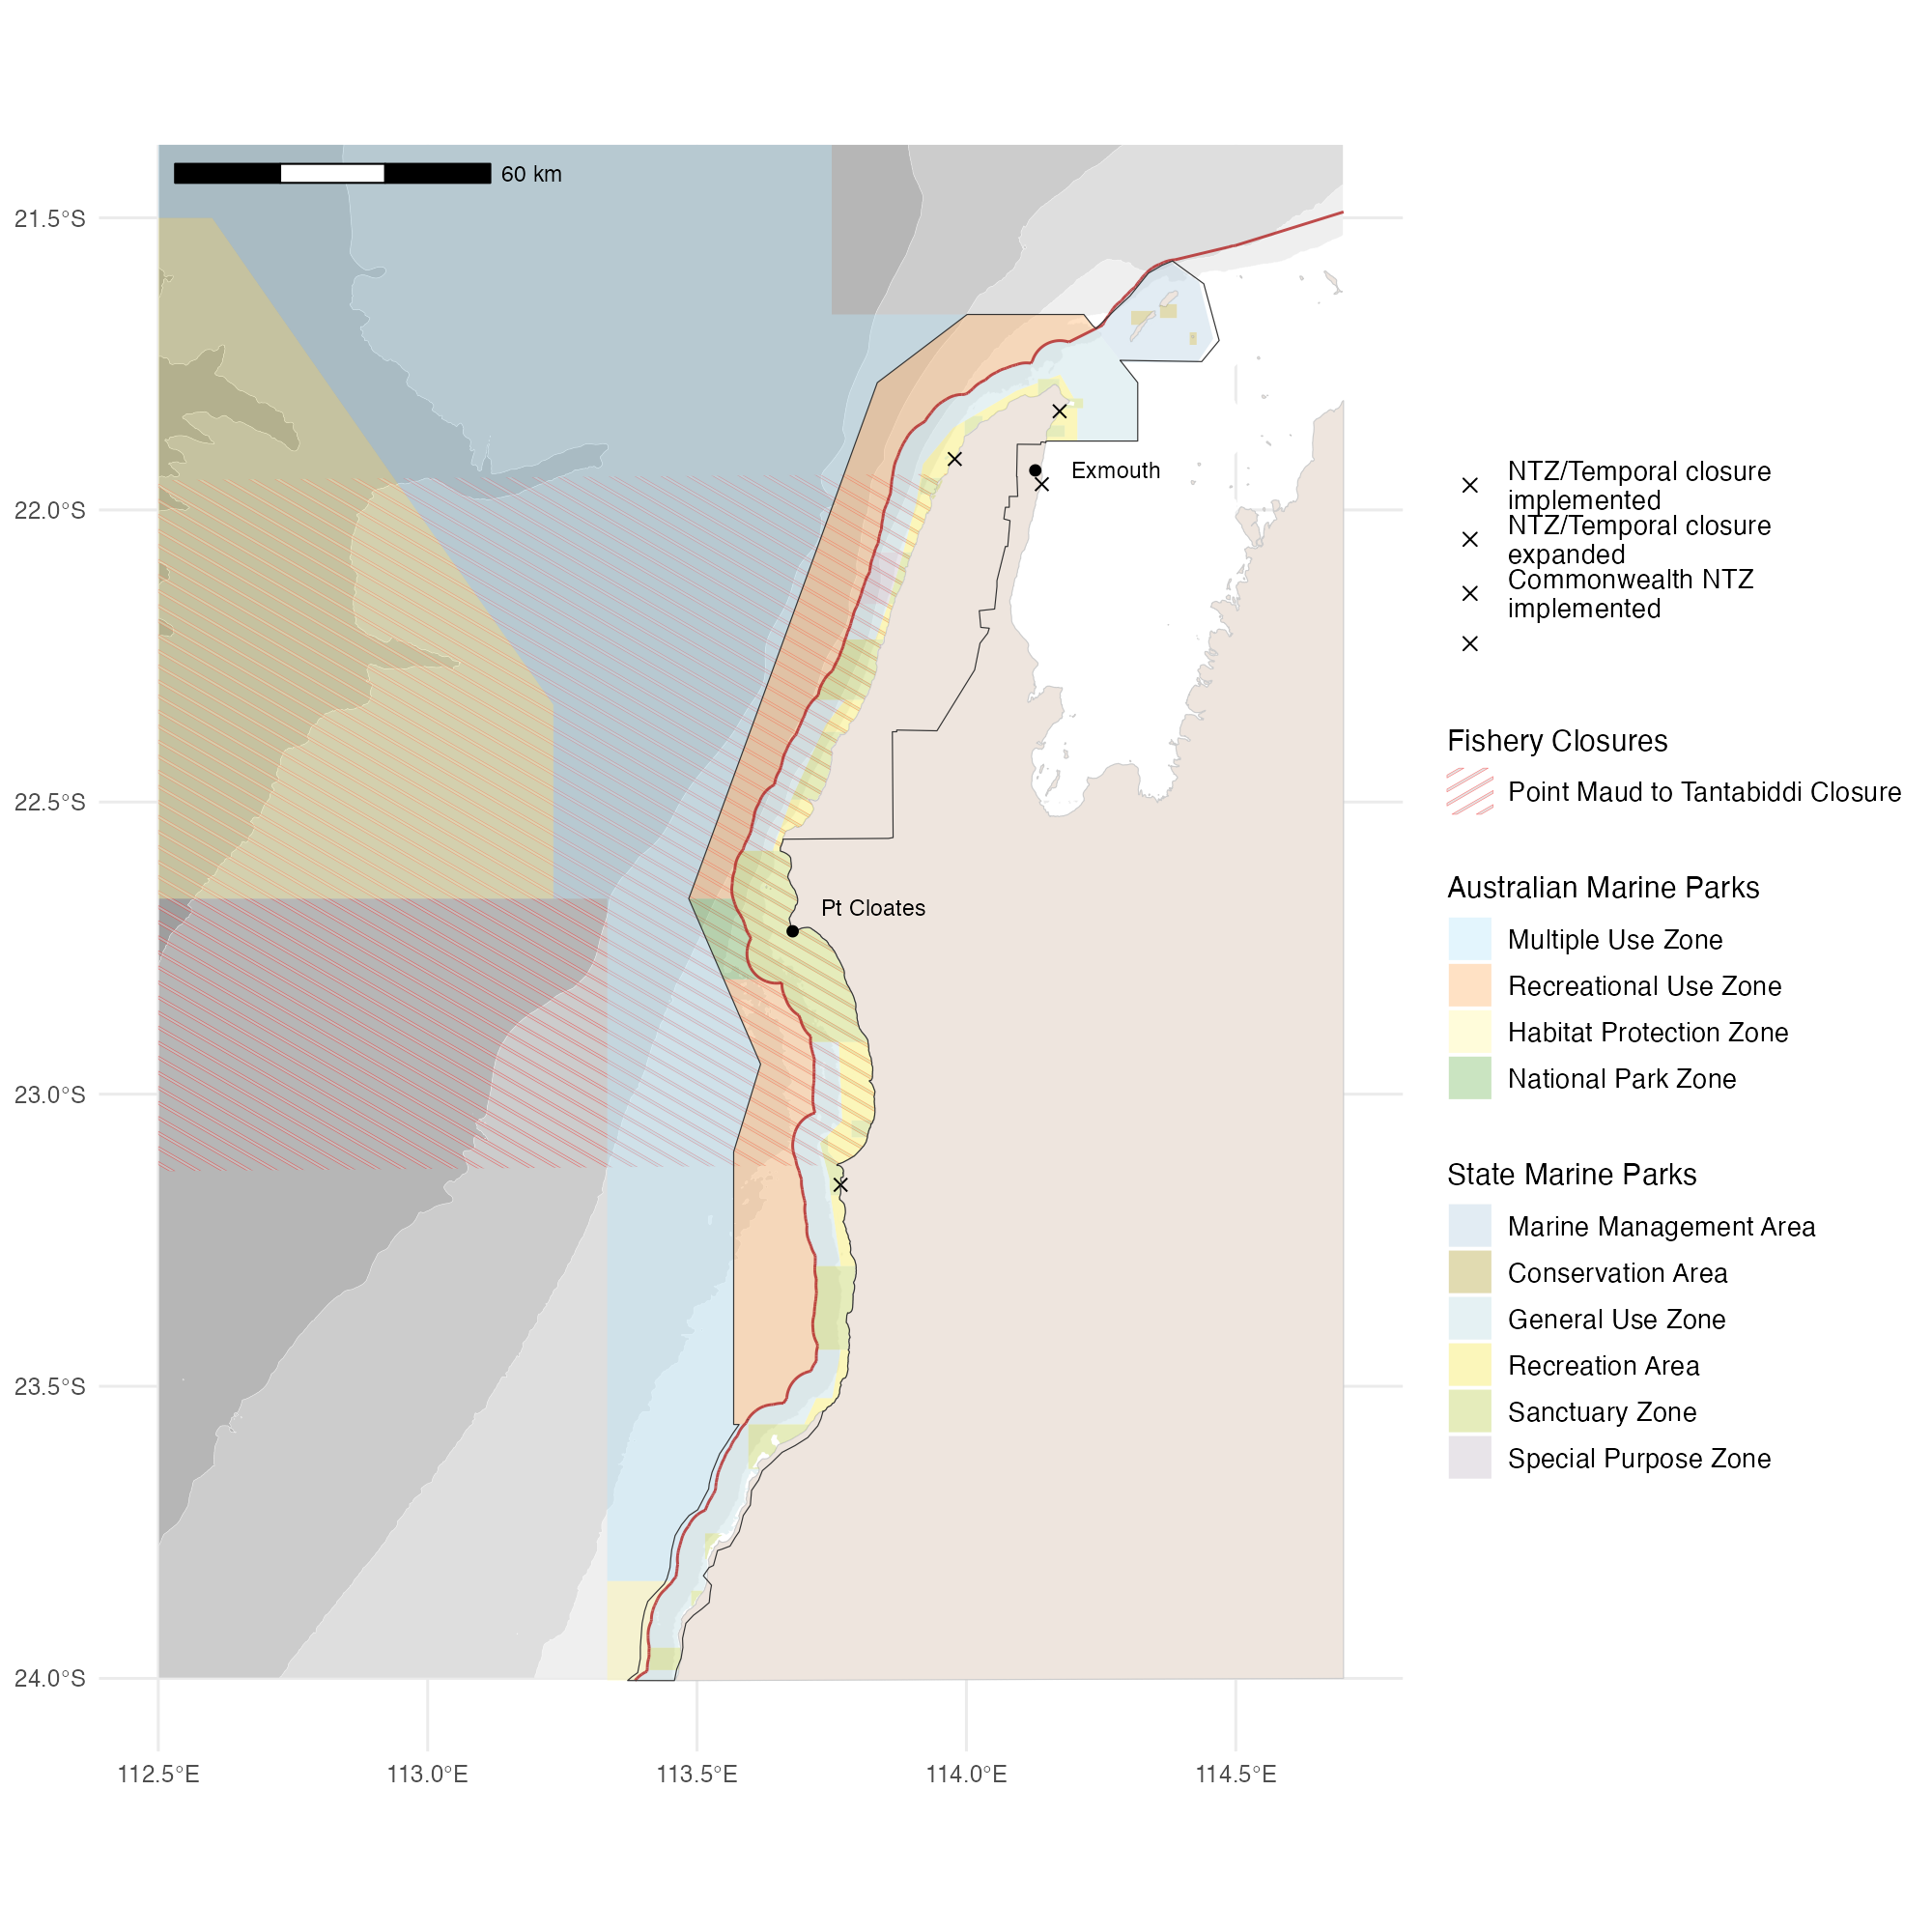 60 km
21.5°S
22.0°S
22.5°S
23.0°S
23.5°S
24.0°S
112.5°E
113.0°E
113.5°E
114.0°E
114.5°E
Exmouth
Pt Cloates
NTZ/Temporal closure
implemented
NTZ/Temporal closure
expanded
Commonwealth NTZ
implemented
Fishery Closures
Point Maud to Tantabiddi Closure
Australian Marine Parks
Multiple Use Zone
Recreational Use Zone
Habitat Protection Zone
National Park Zone
State Marine Parks
Marine Management Area
Conservation Area
General Use Zone
Recreation Area
Sanctuary Zone
Special Purpose Zone